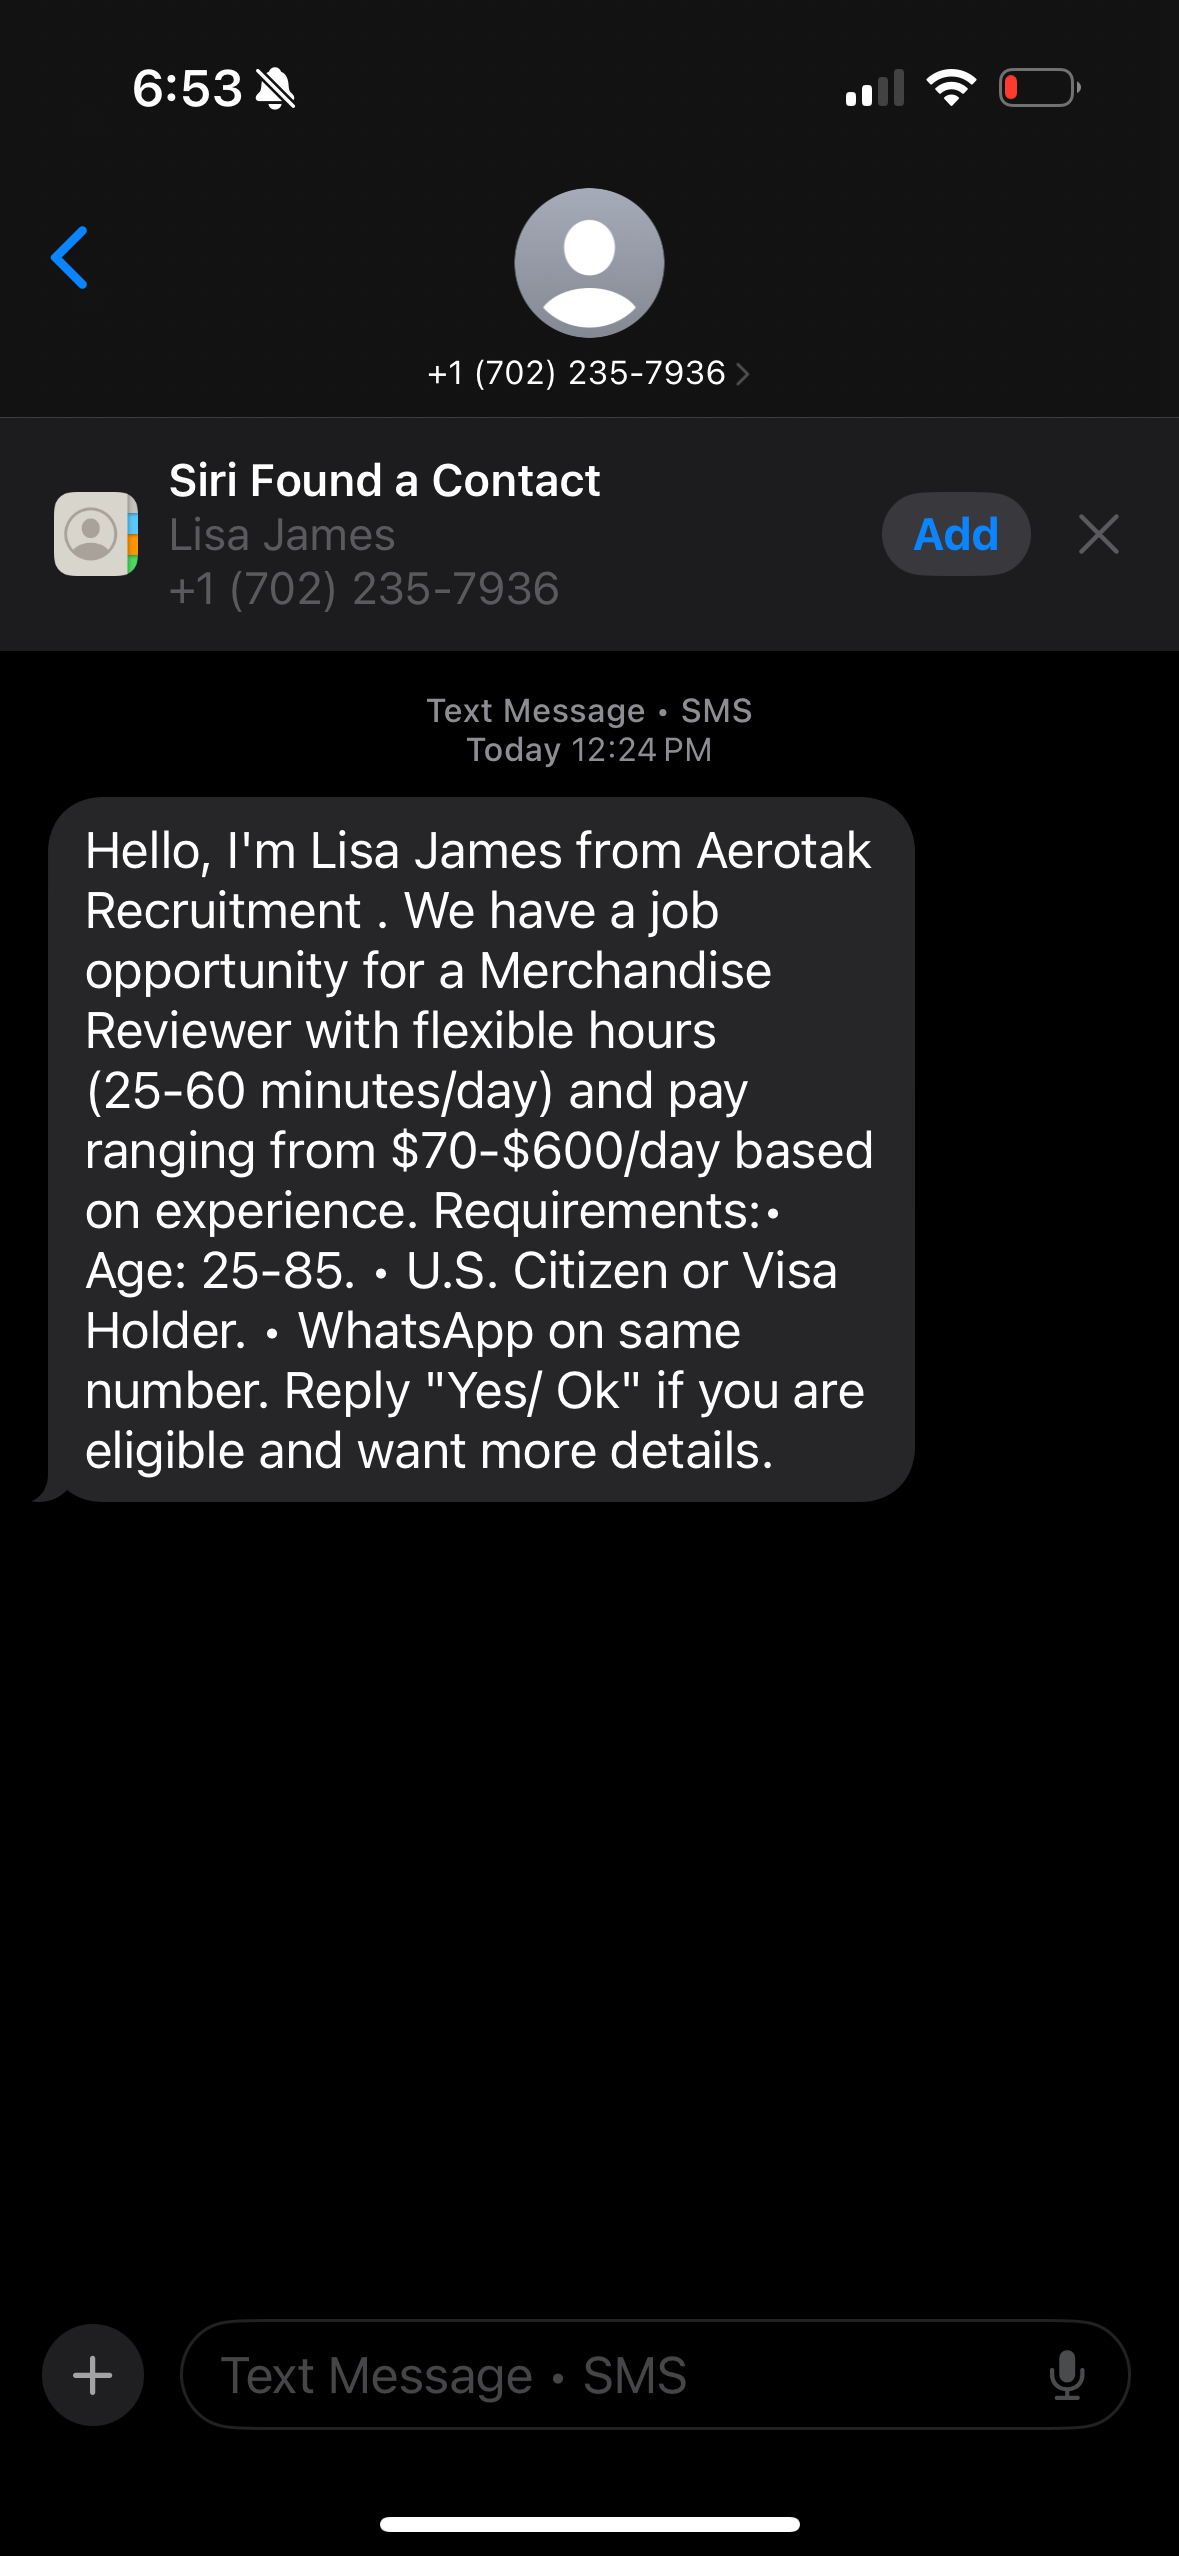 6:53
+1 (702) 235-7936
Siri Found a Contact
Lisa James
+1 (702) 235-7936
Add
Text Message • SMS
Today 12:24 PM
Hello, I'm Lisa James from Aerotak
Recruitment . We have a job
opportunity for a Merchandise
Reviewer with flexible hours
(25-60 minutes/day) and pay
ranging from $70-$600/day based
on experience. Requirements:•
Age: 25-85. • U.S. Citizen or Visa
Holder. • WhatsApp on same
number. Reply "Yes/ Ok" if you are
eligible and want more details.
Text Message • SMS